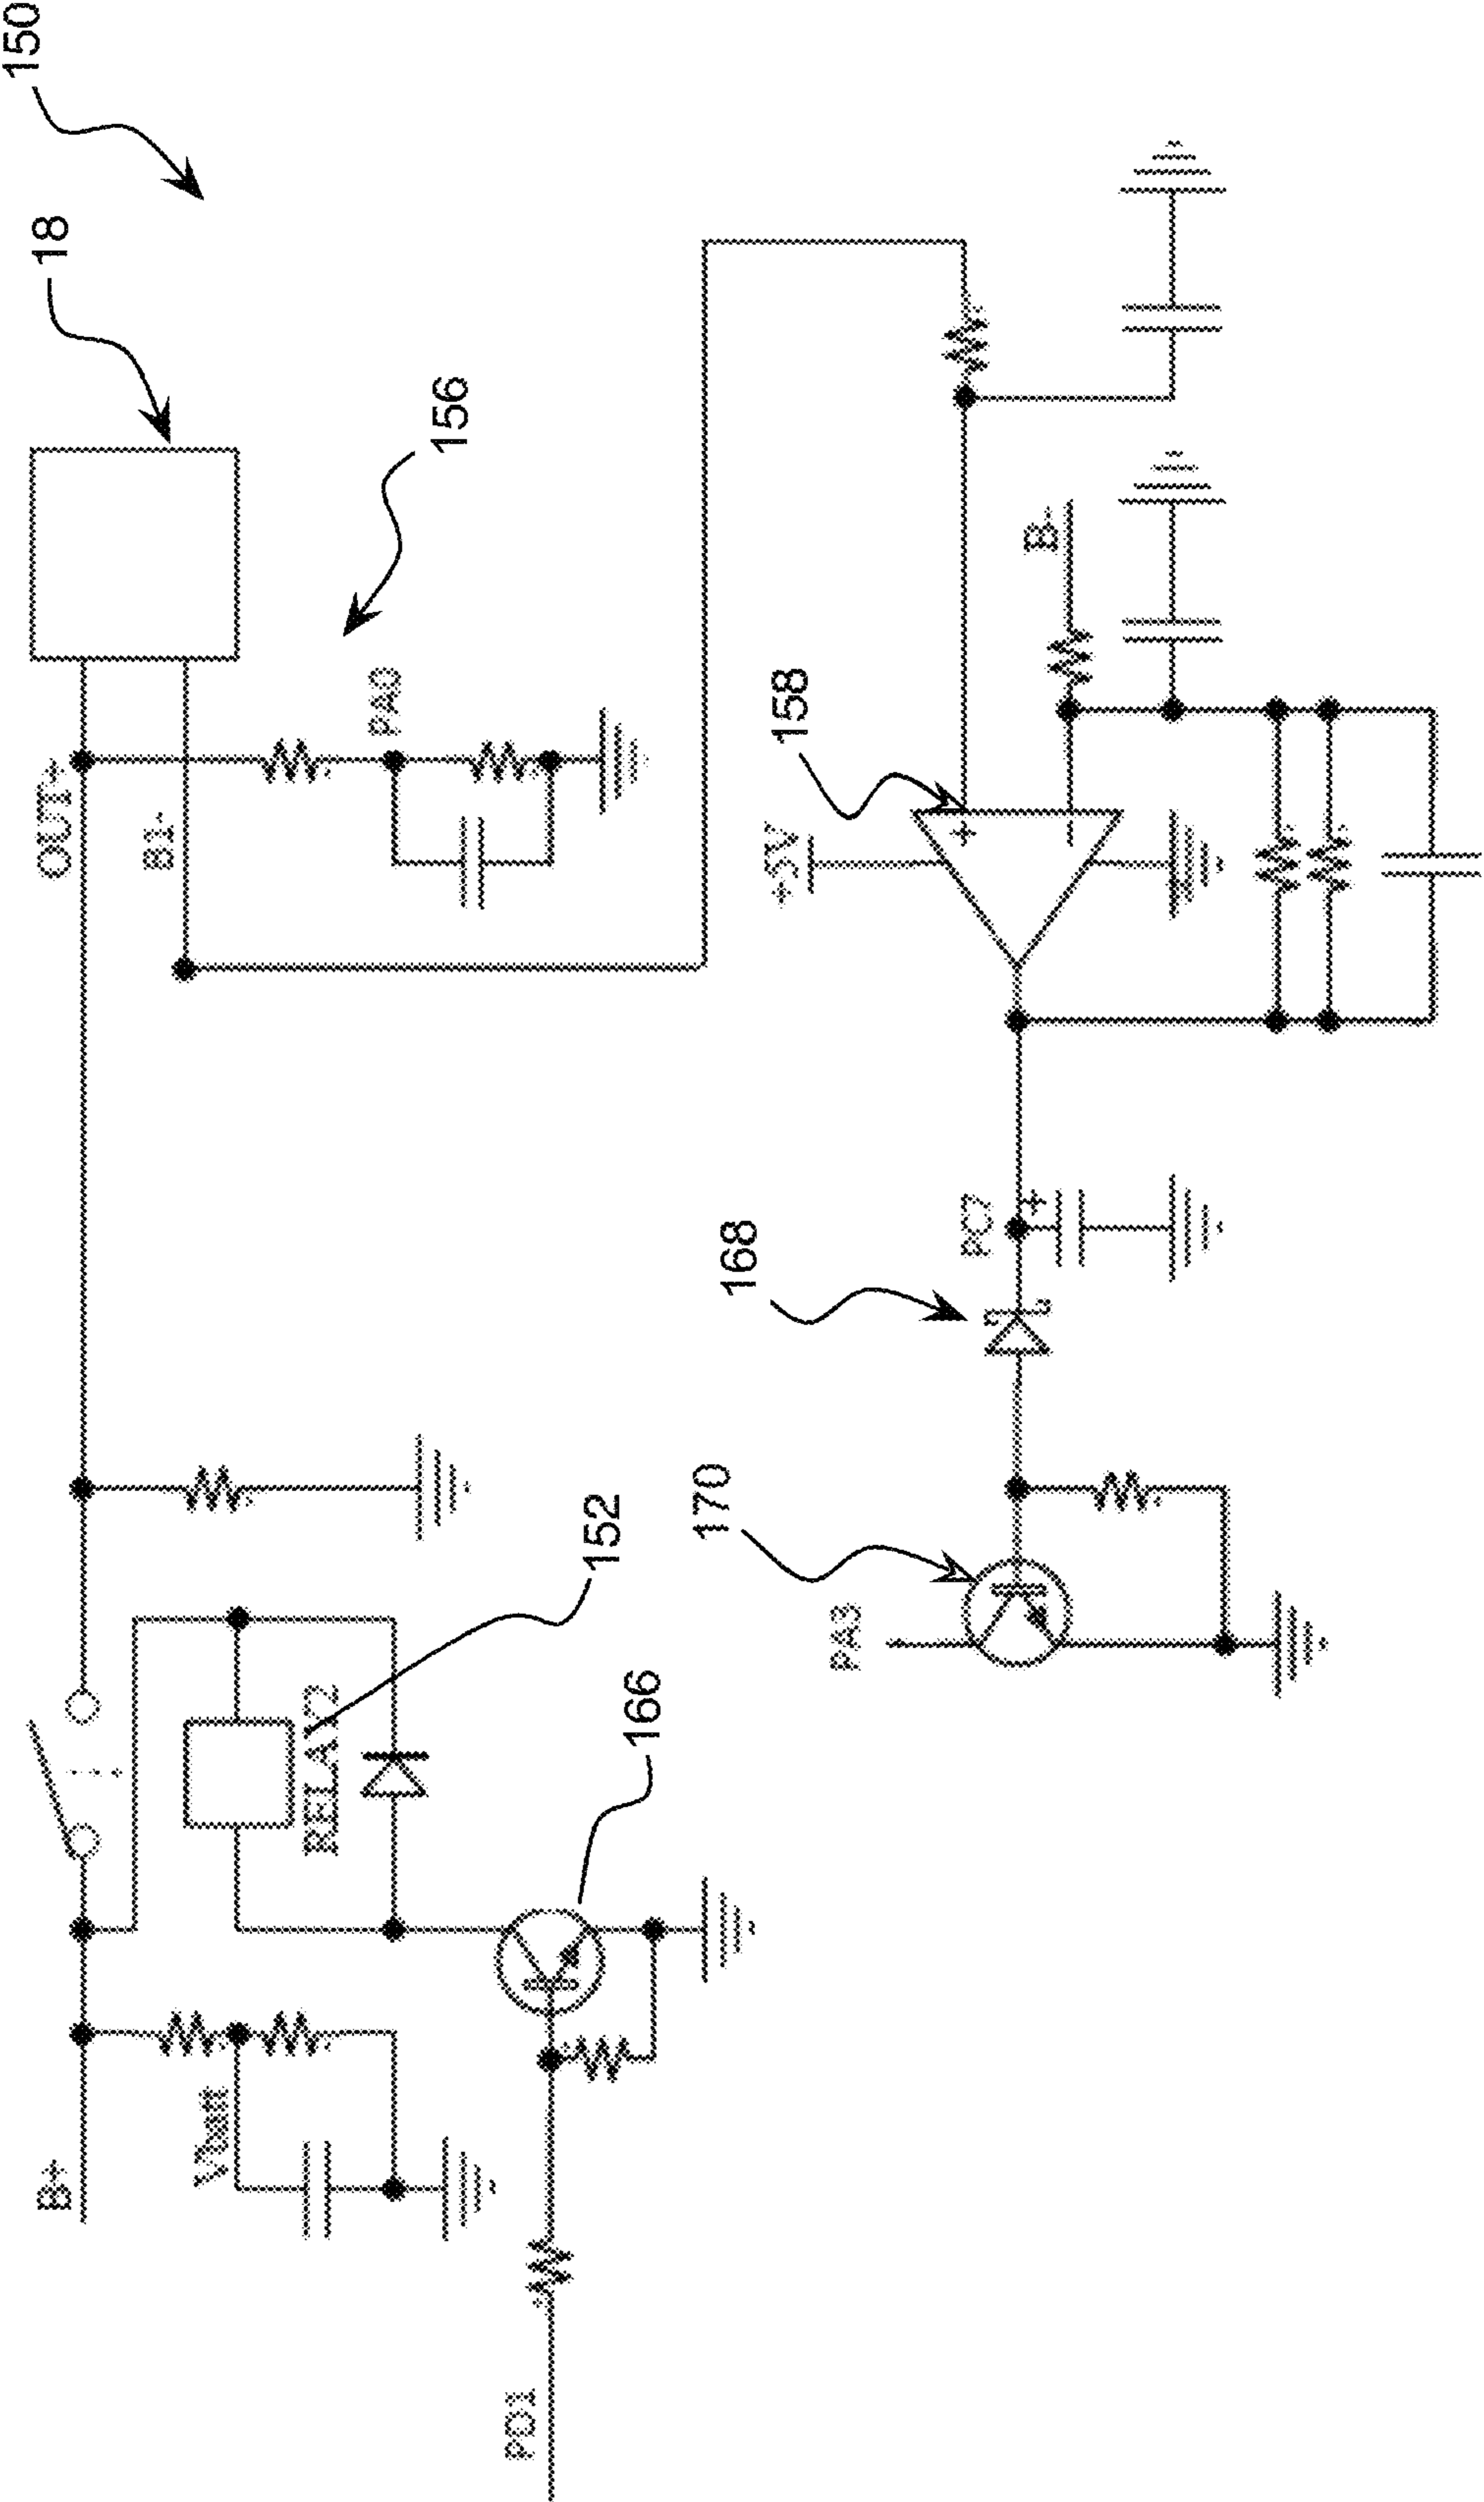 150
18
OUT+
B1-
156
PA0
B-
158
+5V
+
-
PC7
+
168
170
PA3
152
RELAY2
166
B+
Vbatt
PD1